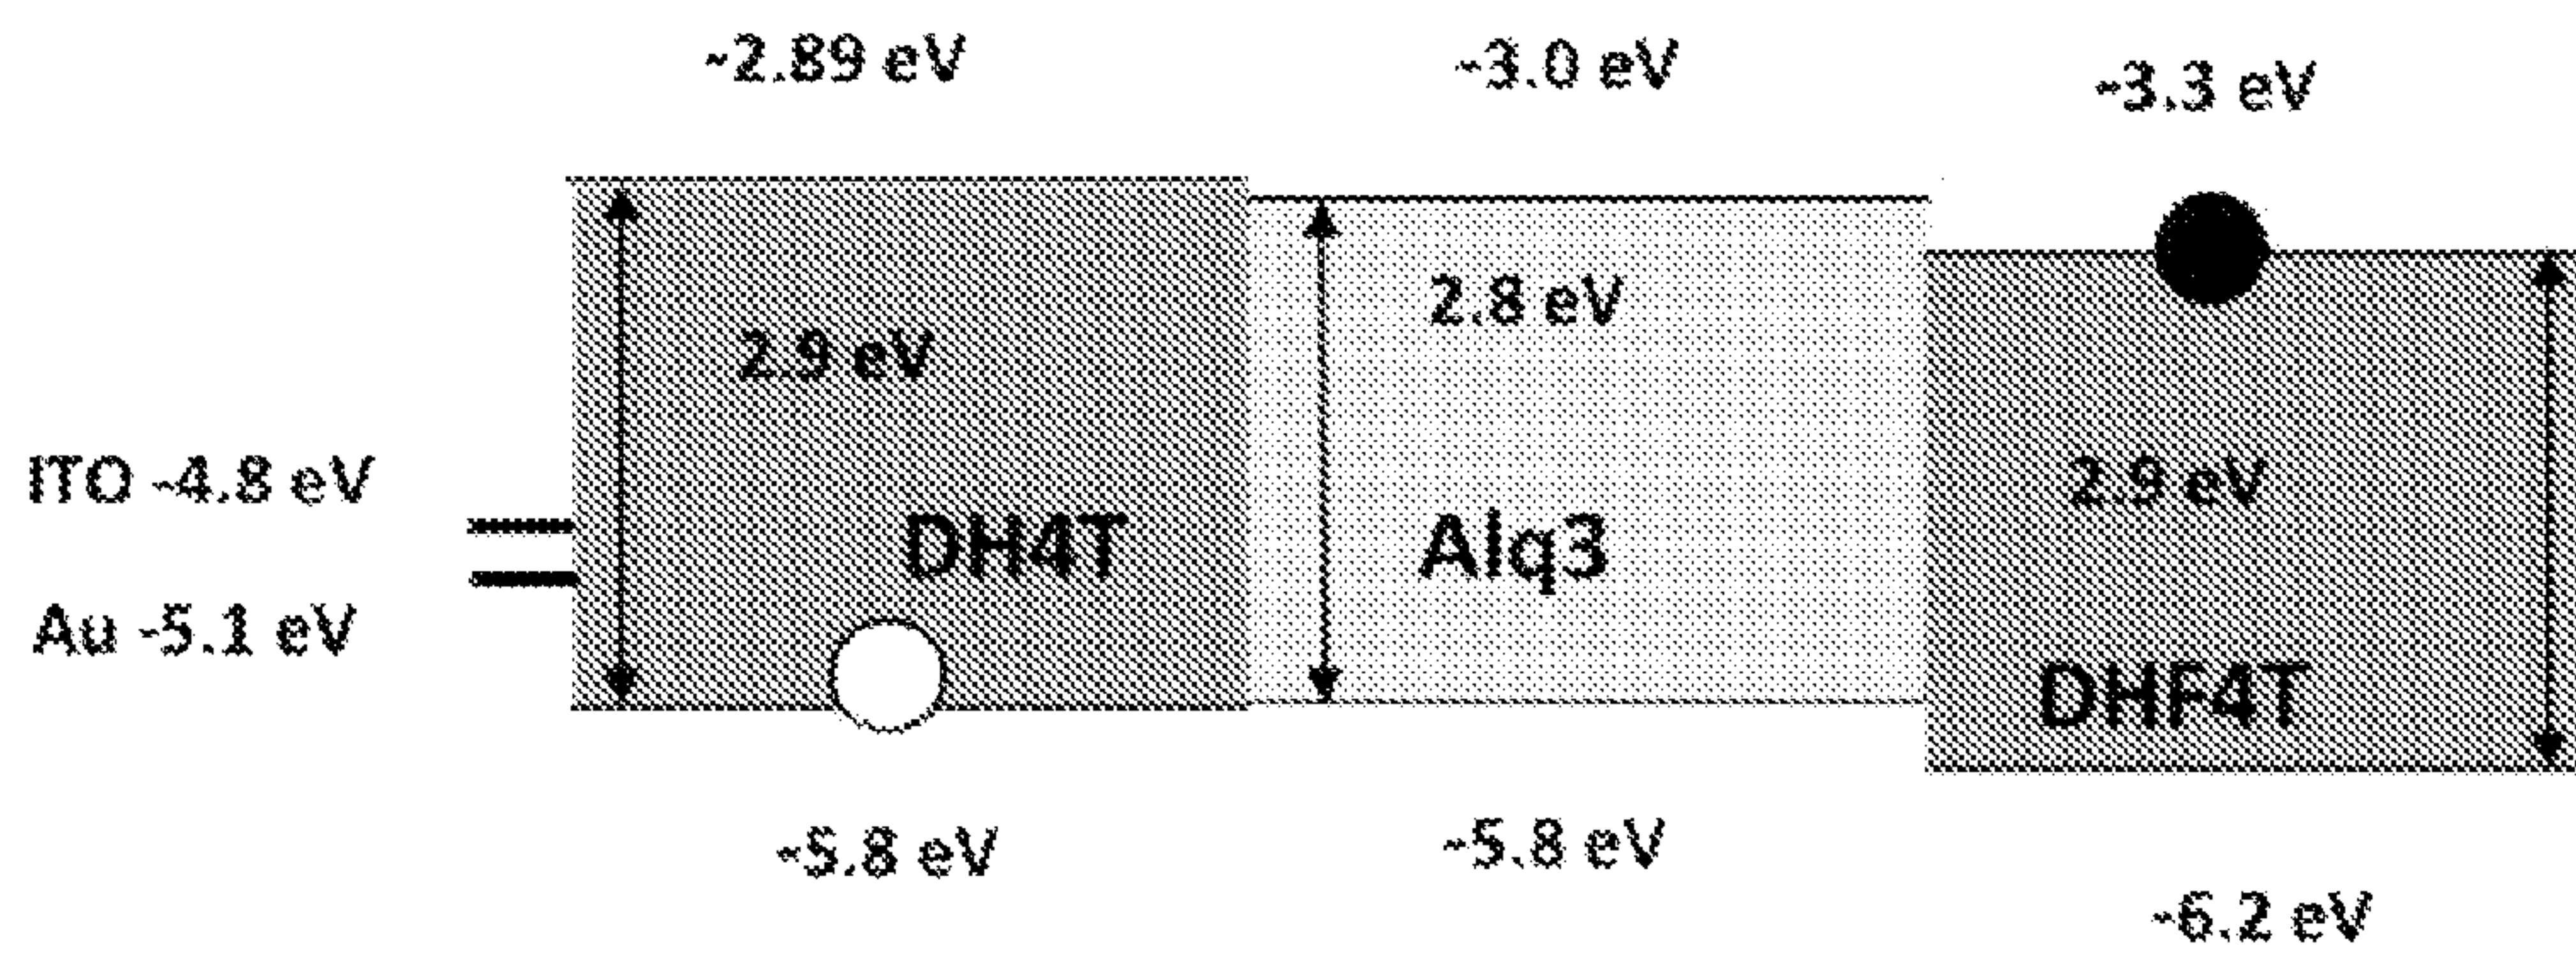 -2.89 eV
-3.0 eV
-3.3 eV
2.9 eV
2.8 eV
ITO -4.8 eV
2.9 eV
DH4T
Alq3
Au -5.1 eV
DHF4T
-5.8 eV
-5.8 eV
-6.2 eV